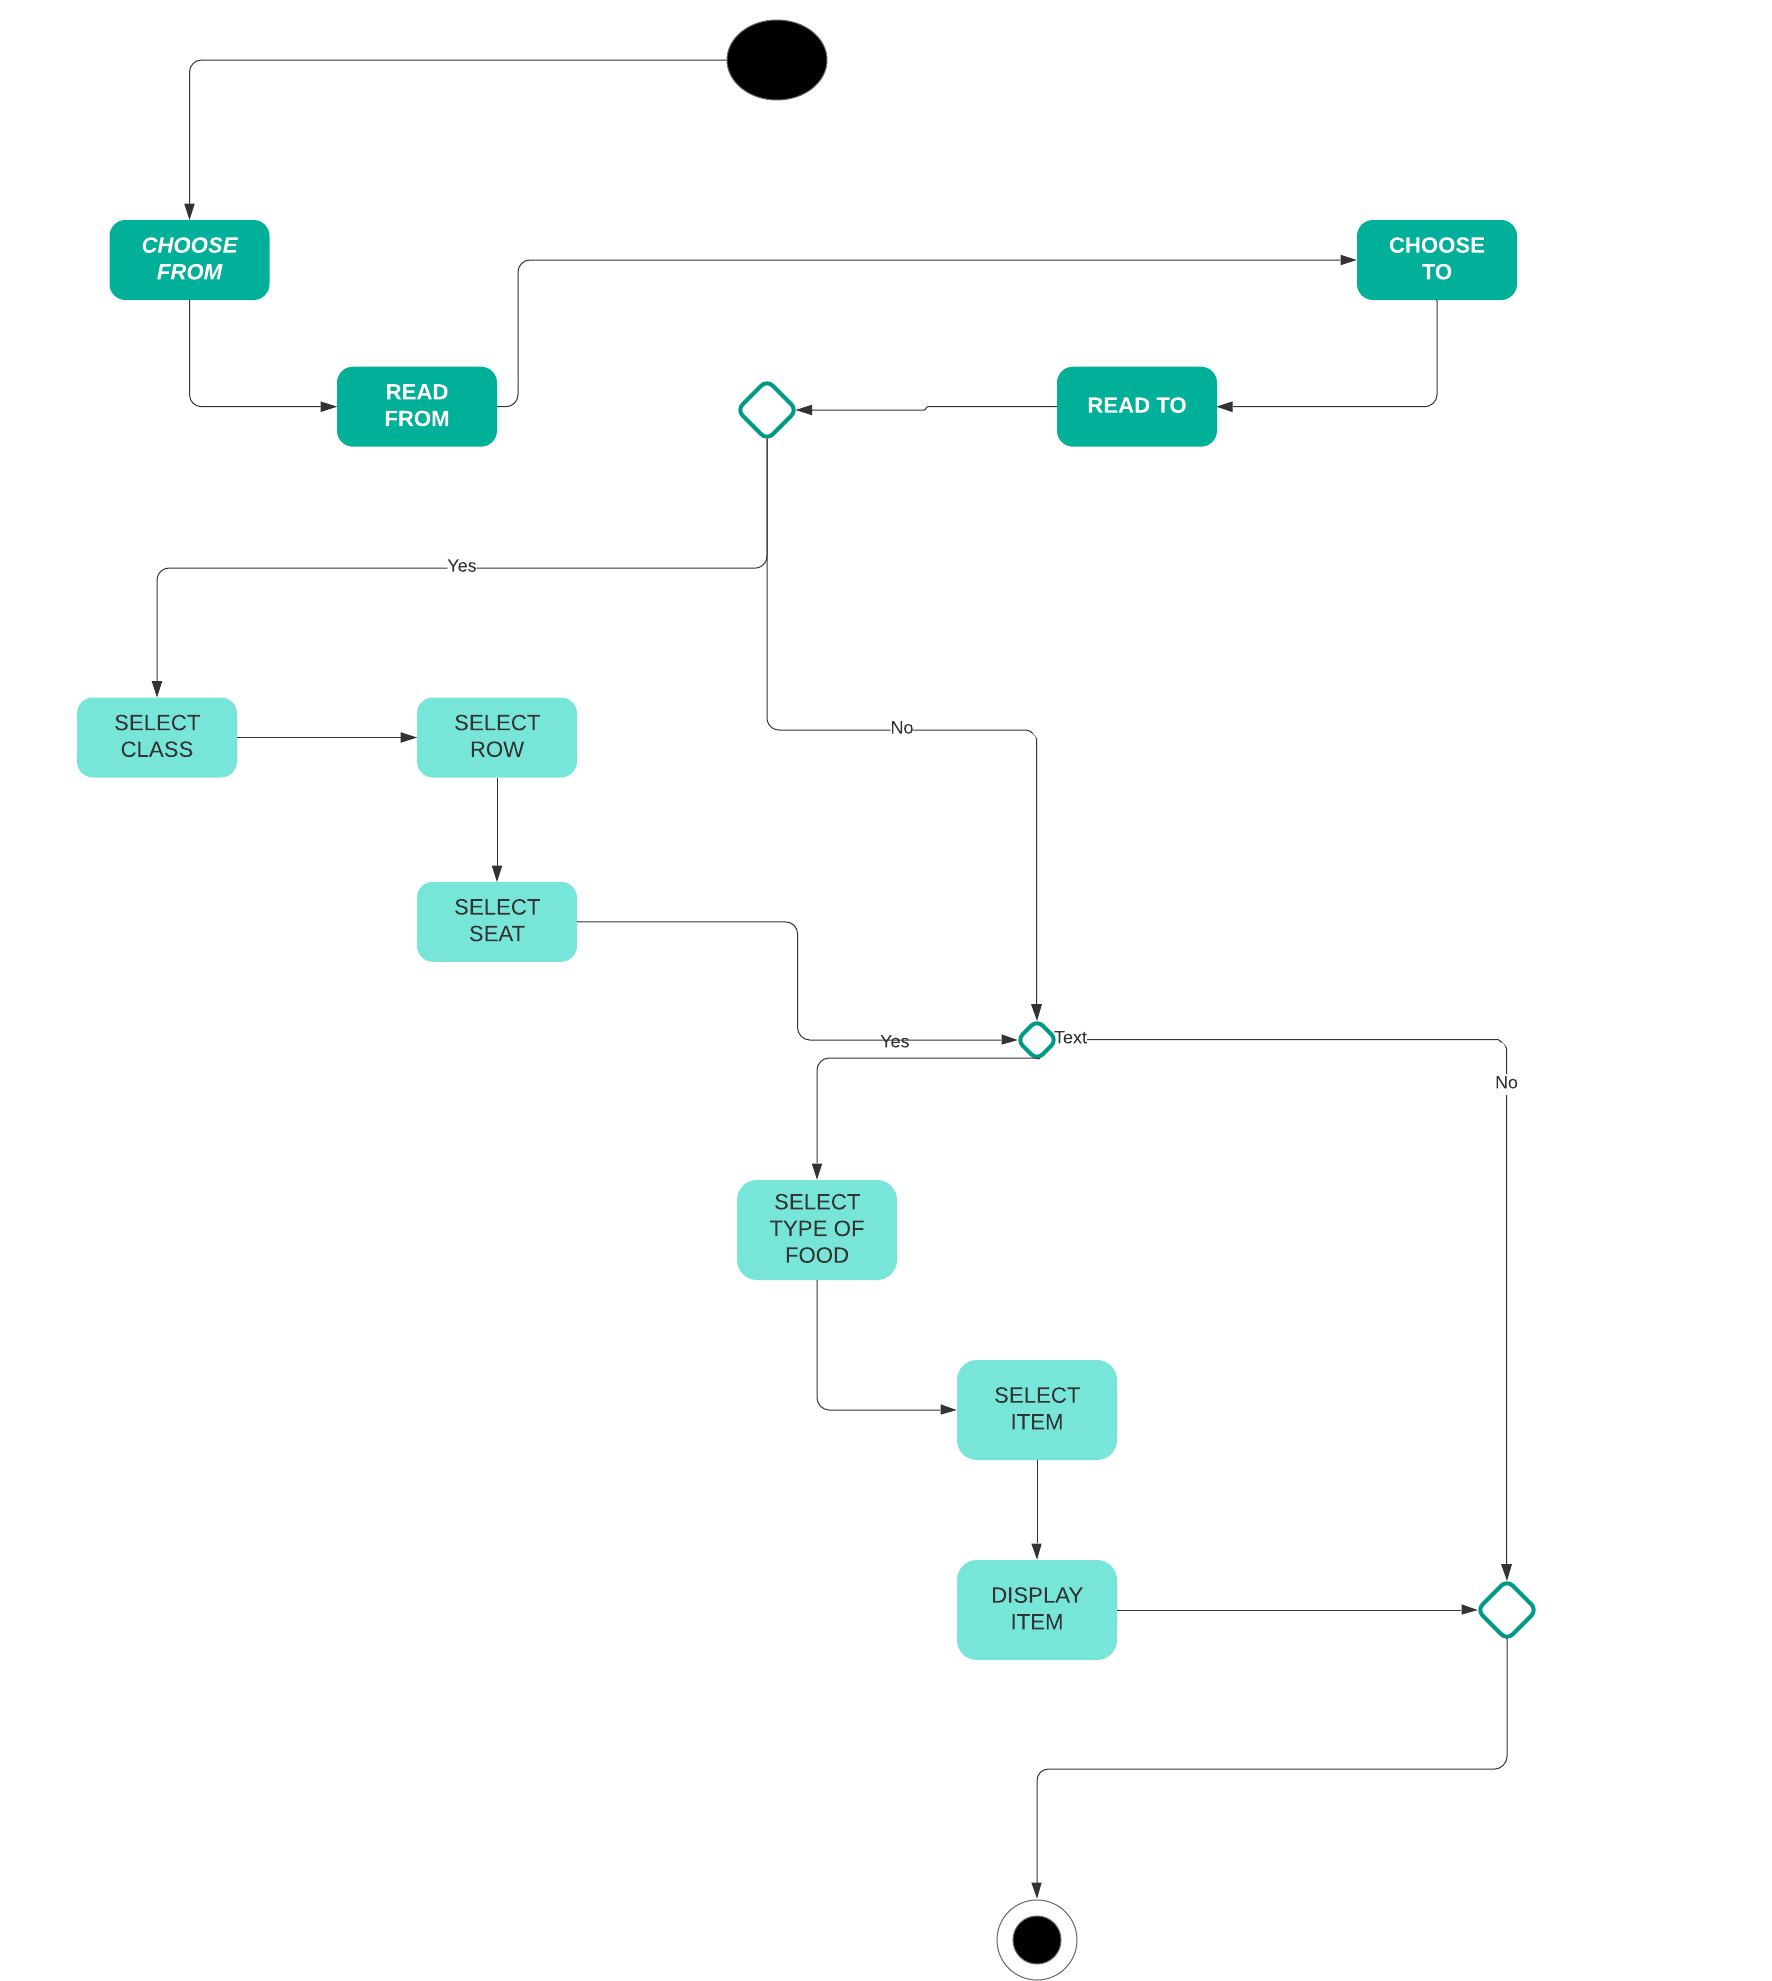 CHOOSE
FROM
CHOOSE
TO
READ
FROM
READ TO
Yes
SELECT
CLASS
SELECT
ROW
No
SELECT
SEAT
Yes
Text
No
SELECT
TYPE OF
FOOD
SELECT
ITEM
DISPLAY
ITEM